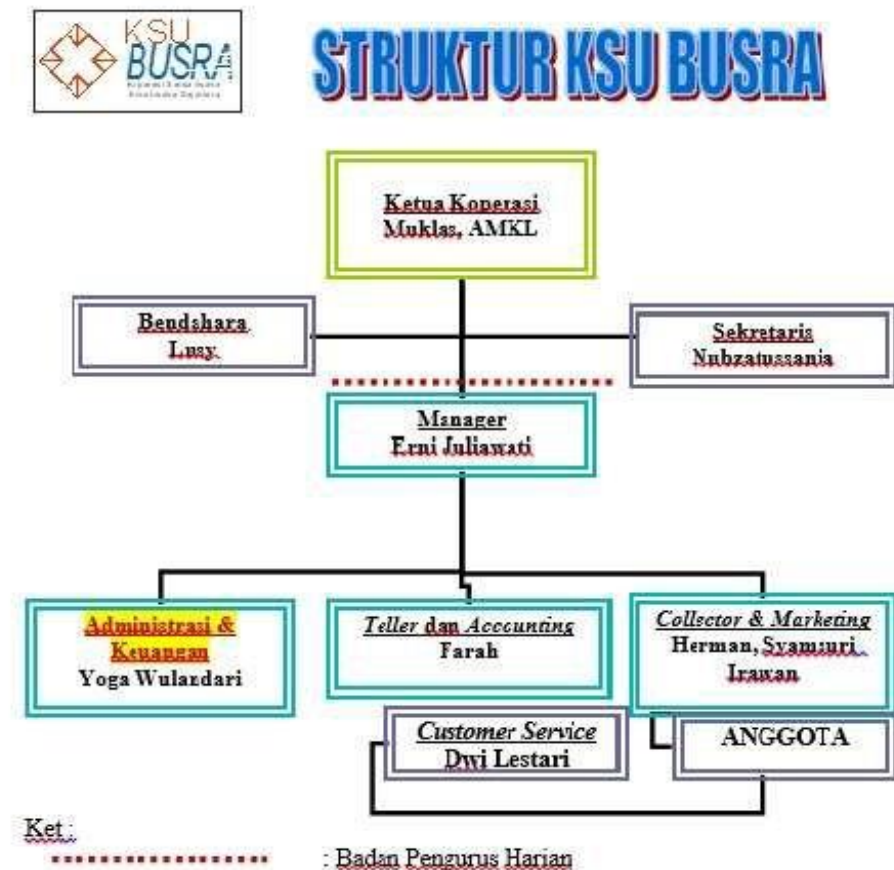 KSU
BUSRA
STRUKTUR KSU BUSRA
Ketua Koperasi
Muklas, AMKL
Bendahara
Lusy
Sekretaris
Nubzatussania
Manager
Erni Juliawati
Administrasi &
Keuangan
Yoga Wulandari
Teller dan Accounting
Farah
Collector & Marketing
Herman, Syamsuri
Irawan
Customer Service
Dwi Lestari
ANGGOTA
Ket :
: Badan Pengurus Harian